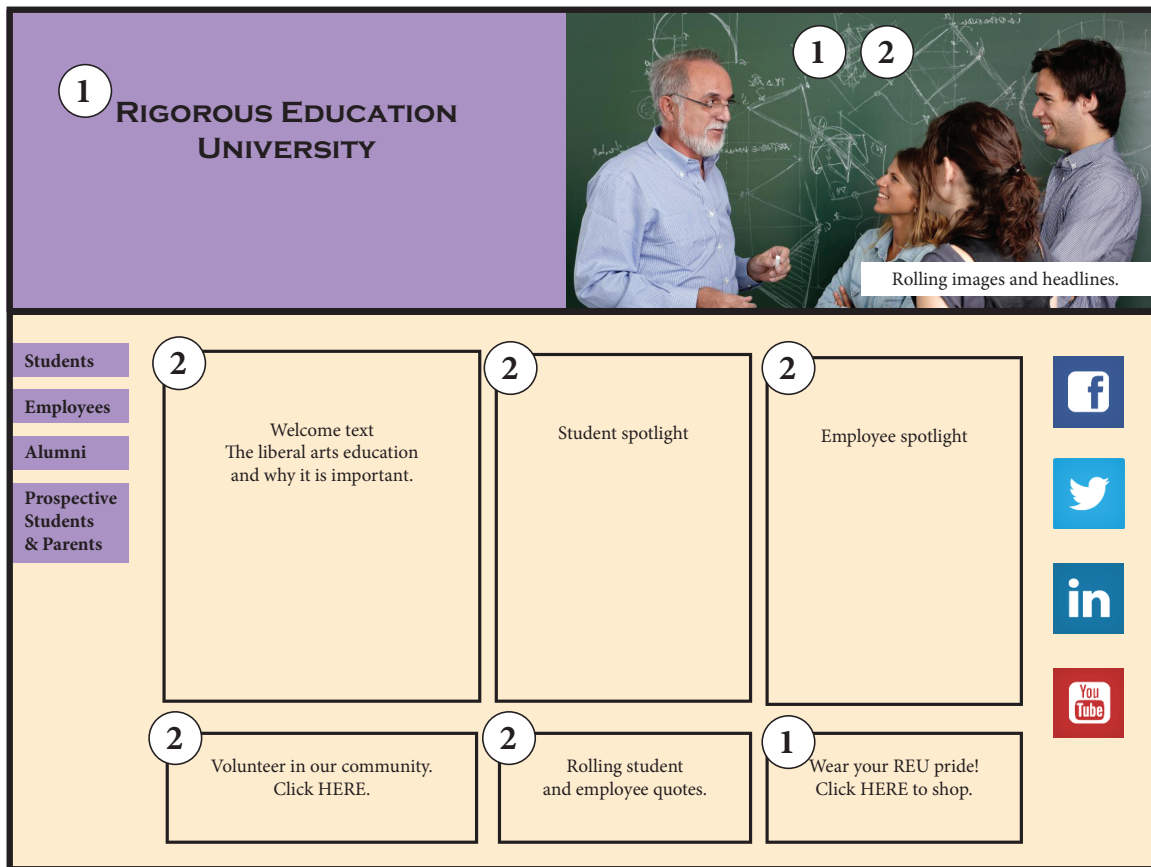 1
RIGOROUS EDUCATION
UNIVERSITY
1 2
Rolling images and headlines.
Students
Employees
Alumni
Prospective
Students
& Parents
2
Welcome text
The liberal arts education
and why it is important.
2
Student spotlight
2
Employee spotlight
f
in
You
Tube
2
Volunteer in our community.
Click HERE.
2
Rolling student
and employee quotes.
1
Wear your REU pride!
Click HERE to shop.